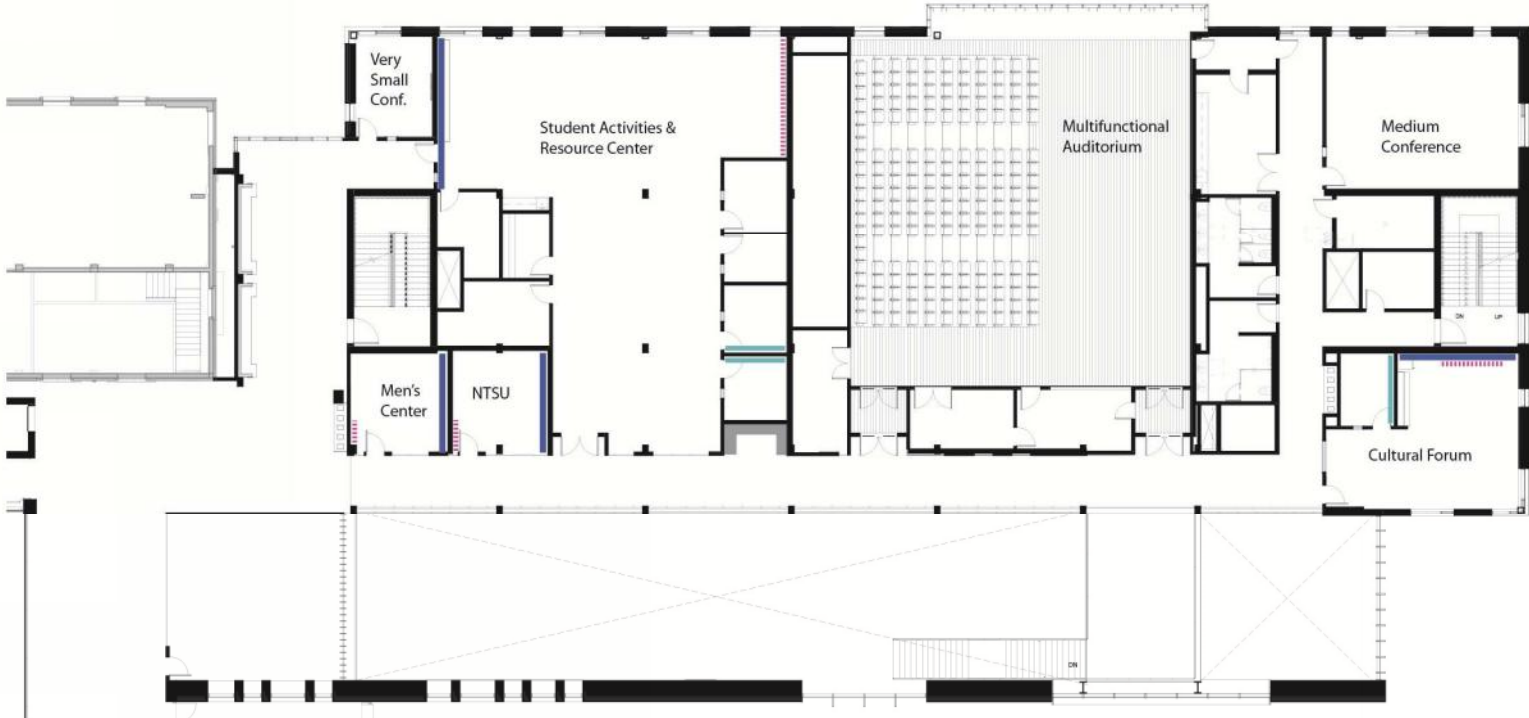 Very
Small
Conf.
Student Activities &
Resource Center
Multifunctional
Auditorium
Medium
Conference
DN
UP
Men's
Center
NTSU
Cultural Forum
DN